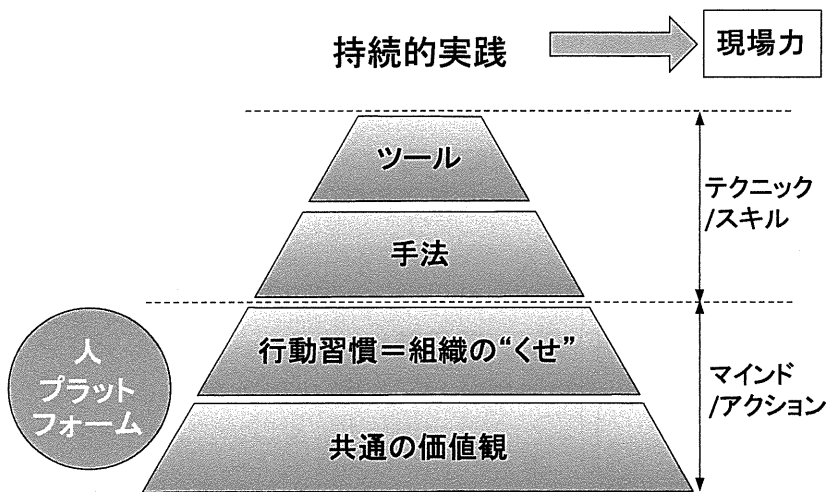 持続的実践
現場力
ツール
手法
テクニック
/スキル
行動習慣＝組織の“くせ”
共通の価値観
人
プラット
フォーム
マインド
/アクション